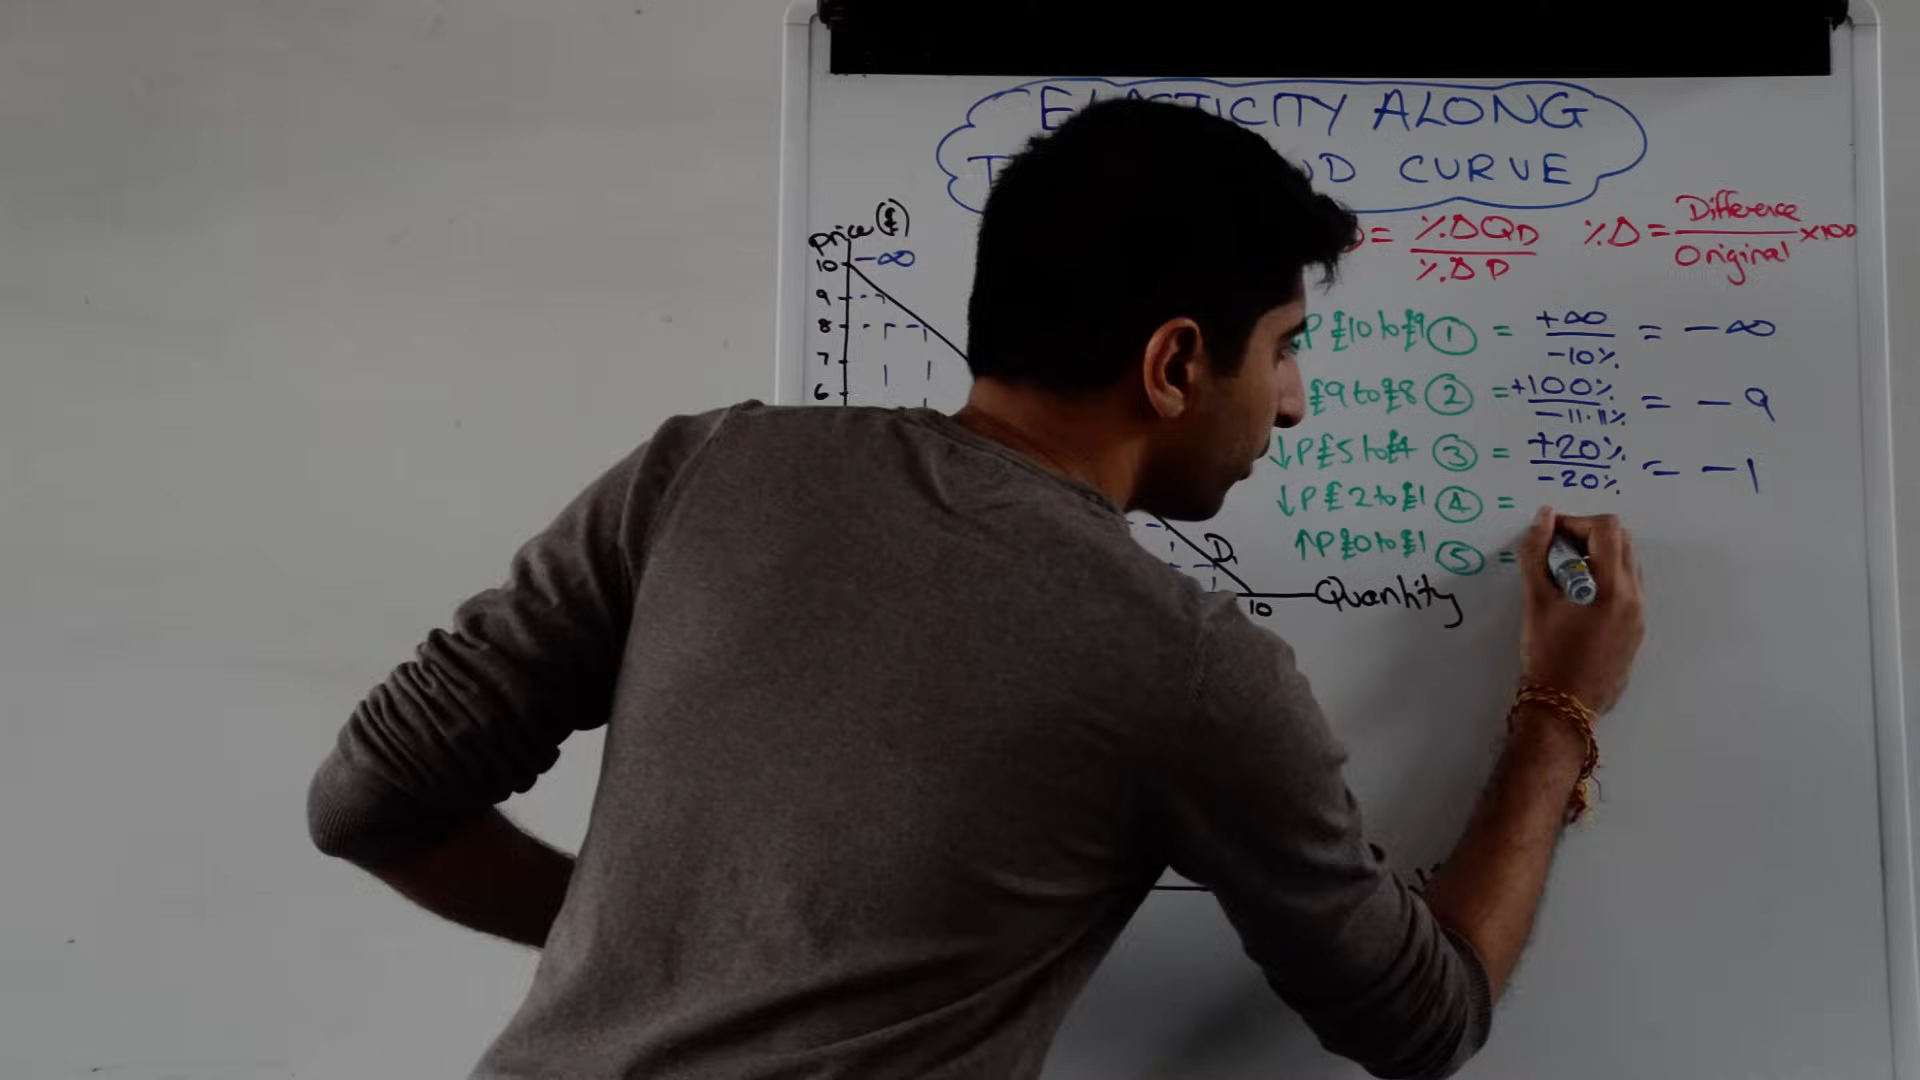 ICITY ALONG
CURVE
Price (£)
10 -∞
9
8
7
6
= %ΔQD / %ΔP
%Δ = Difference / Original ×100
P £10 to £9 ① = +∞ / -10% = -∞
£9 to £8 ② = +100% / -11.11% = -9
↓P £5 to £4 ③ = +20% / -20% = -1
↓P £2 to £1 ④ =
↑P £0 to £1 ⑤ =
D
10 Quantity